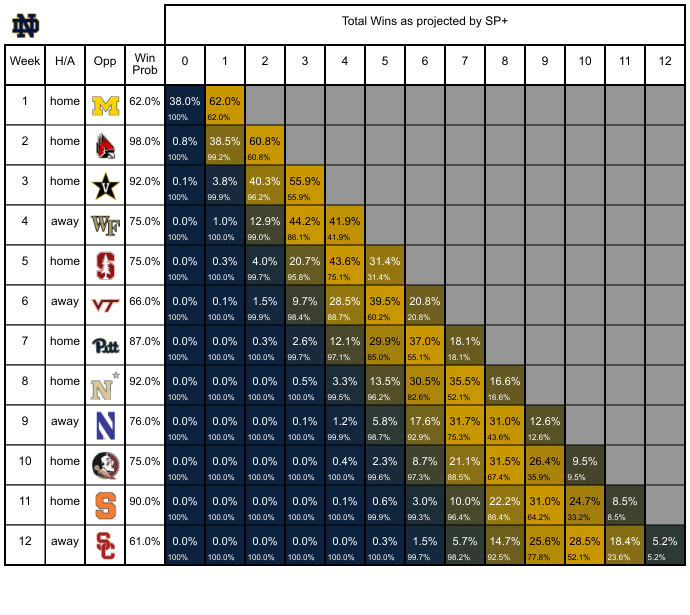 ND
Total Wins as projected by SP+
Week H/A Opp Win Prob 0 1 2 3 4 5 6 7 8 9 10 11 12
1 home M 62.0% 38.0% 62.0%
100% 62.0%
2 home 98.0% 0.8% 38.5% 60.8%
100% 99.2% 60.8%
3 home V 92.0% 0.1% 3.8% 40.3% 55.9%
100% 99.9% 96.2% 55.9%
4 away WF 75.0% 0.0% 1.0% 12.9% 44.2% 41.9%
100% 100.0% 99.0% 86.1% 41.9%
5 home S 75.0% 0.0% 0.3% 4.0% 20.7% 43.6% 31.4%
100% 100.0% 99.7% 95.8% 75.1% 31.4%
6 away VT 66.0% 0.0% 0.1% 1.5% 9.7% 28.5% 39.5% 20.8%
100% 100.0% 99.9% 98.4% 88.7% 60.2% 20.8%
7 home Pitt 87.0% 0.0% 0.0% 0.3% 2.6% 12.1% 29.9% 37.0% 18.1%
100% 100.0% 100.0% 99.7% 97.1% 85.0% 55.1% 18.1%
8 home N 92.0% 0.0% 0.0% 0.0% 0.5% 3.3% 13.5% 30.5% 35.5% 16.6%
100% 100.0% 100.0% 100.0% 99.5% 96.2% 82.6% 52.1% 16.6%
9 away N 76.0% 0.0% 0.0% 0.0% 0.1% 1.2% 5.8% 17.6% 31.7% 31.0% 12.6%
100% 100.0% 100.0% 100.0% 99.9% 98.7% 92.9% 75.3% 43.6% 12.6%
10 home 75.0% 0.0% 0.0% 0.0% 0.0% 0.4% 2.3% 8.7% 21.1% 31.5% 26.4% 9.5%
100% 100.0% 100.0% 100.0% 100.0% 99.6% 97.3% 88.5% 67.4% 35.9% 9.5%
11 home S 90.0% 0.0% 0.0% 0.0% 0.0% 0.1% 0.6% 3.0% 10.0% 22.2% 31.0% 24.7% 8.5%
100% 100.0% 100.0% 100.0% 100.0% 99.9% 99.3% 96.4% 86.4% 64.2% 33.2% 8.5%
12 away SC 61.0% 0.0% 0.0% 0.0% 0.0% 0.0% 0.3% 1.5% 5.7% 14.7% 25.6% 28.5% 18.4% 5.2%
100% 100.0% 100.0% 100.0% 100.0% 100.0% 99.7% 98.2% 92.5% 77.8% 52.1% 23.6% 5.2%